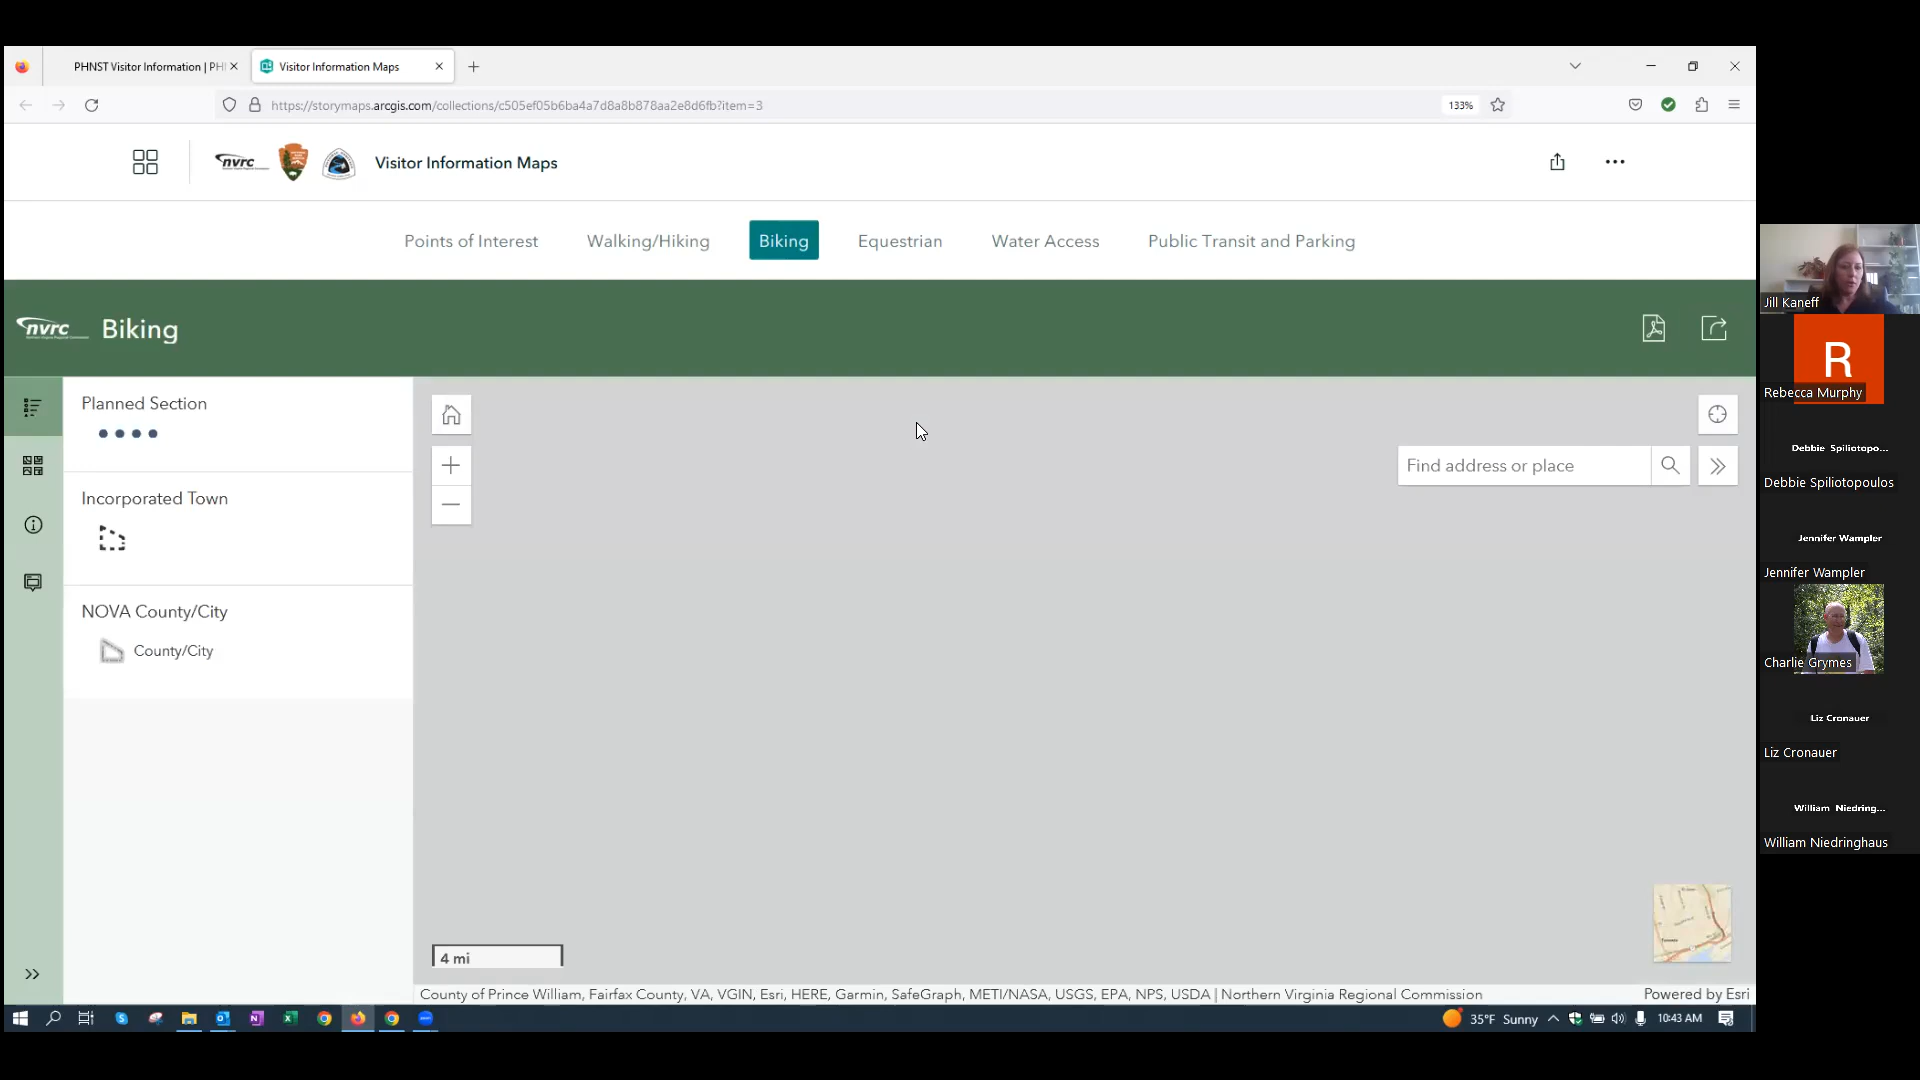 PHNST Visitor Information | PH
Visitor Information Maps
https://storymaps.arcgis.com/collections/c505ef05b6ba4a7d8a8b878aa2e8d6fb?item=3
133%
nvrc
Visitor Information Maps
Points of Interest
Walking/Hiking
Biking
Equestrian
Water Access
Public Transit and Parking
nvrc
Biking
Planned Section
Incorporated Town
NOVA County/City
County/City
Find address or place
4 mi
County of Prince William, Fairfax County, VA, VGIN, Esri, HERE, Garmin, SafeGraph, METI/NASA, USGS, EPA, NPS, USDA | Northern Virginia Regional Commission
Powered by Esri
35°F Sunny
10:43 AM
Jill Kaneff
R
Rebecca Murphy
Debbie Spiliotopo...
Debbie Spiliotopoulos
Jennifer Wampler
Jennifer Wampler
Charlie Grymes
Liz Cronauer
Liz Cronauer
William Niedring...
William Niedringhaus